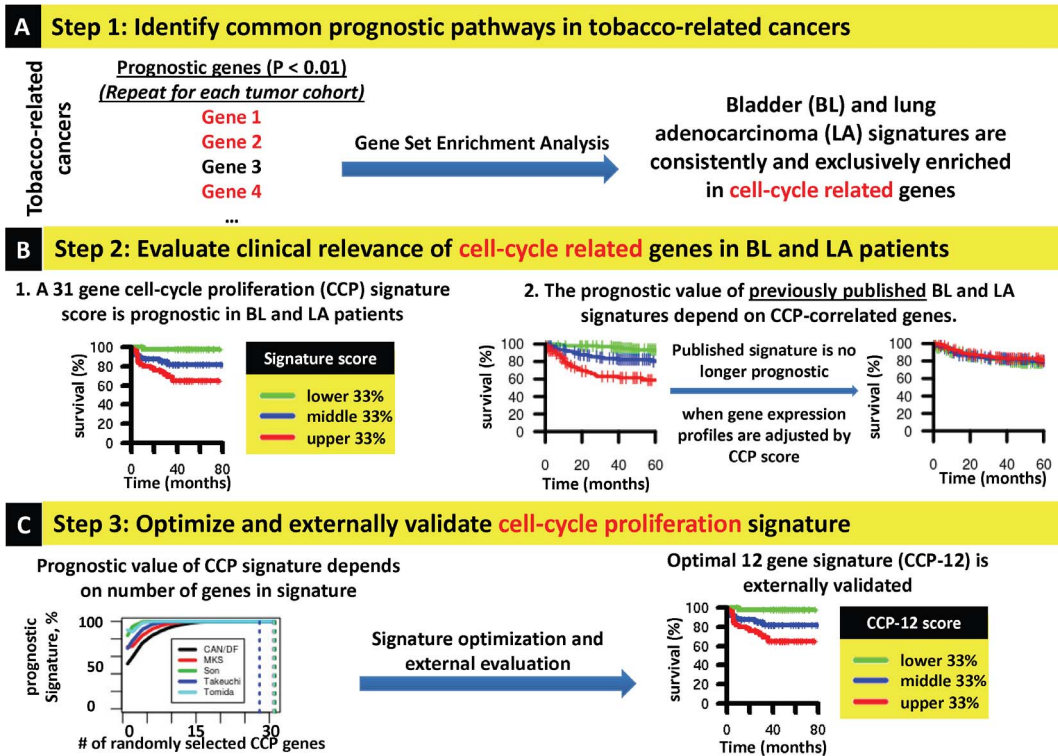 A Step 1: Identify common prognostic pathways in tobacco-related cancers
Tobacco-related
cancers
Prognostic genes (P < 0.01)
(Repeat for each tumor cohort)
Gene 1
Gene 2
Gene 3
Gene 4
...
Gene Set Enrichment Analysis
Bladder (BL) and lung
adenocarcinoma (LA) signatures are
consistently and exclusively enriched
in cell-cycle related genes
B Step 2: Evaluate clinical relevance of cell-cycle related genes in BL and LA patients
1. A 31 gene cell-cycle proliferation (CCP) signature
score is prognostic in BL and LA patients
survival (%)
100
80
60
40
20
0
0 40 80
Time (months)
Signature score
lower 33%
middle 33%
upper 33%
2. The prognostic value of previously published BL and LA
signatures depend on CCP-correlated genes.
survival (%)
100
80
60
40
20
0
0 20 40 60
Time (months)
Published signature is no
longer prognostic
when gene expression
profiles are adjusted by
CCP score
survival (%)
100
80
60
40
20
0
0 20 40 60
Time (months)
C Step 3: Optimize and externally validate cell-cycle proliferation signature
Prognostic value of CCP signature depends
on number of genes in signature
prognostic
Signature, %
100
50
0
CAN/DF
MKS
Son
Takeuchi
Tomida
0 15 30
# of randomly selected CCP genes
Signature optimization and
external evaluation
Optimal 12 gene signature (CCP-12) is
externally validated
survival (%)
100
80
60
40
20
0
0 20 40 60 80
Time (months)
CCP-12 score
lower 33%
middle 33%
upper 33%